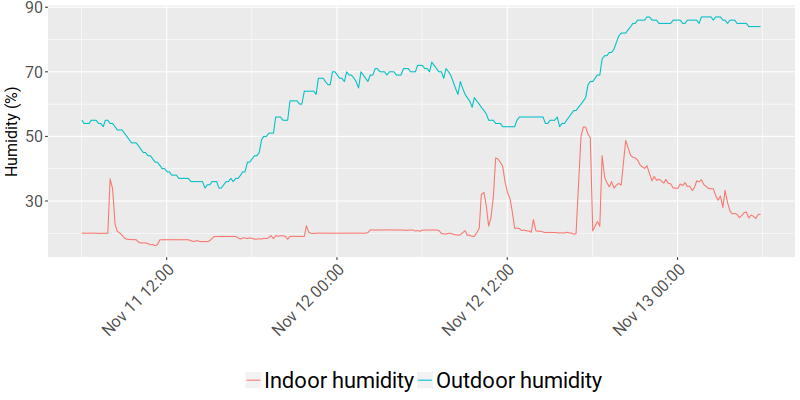 Humidity (%)
90
70
50
30
Nov 11 12:00
Nov 12 00:00
Nov 12 12:00
Nov 13 00:00
Indoor humidity Outdoor humidity